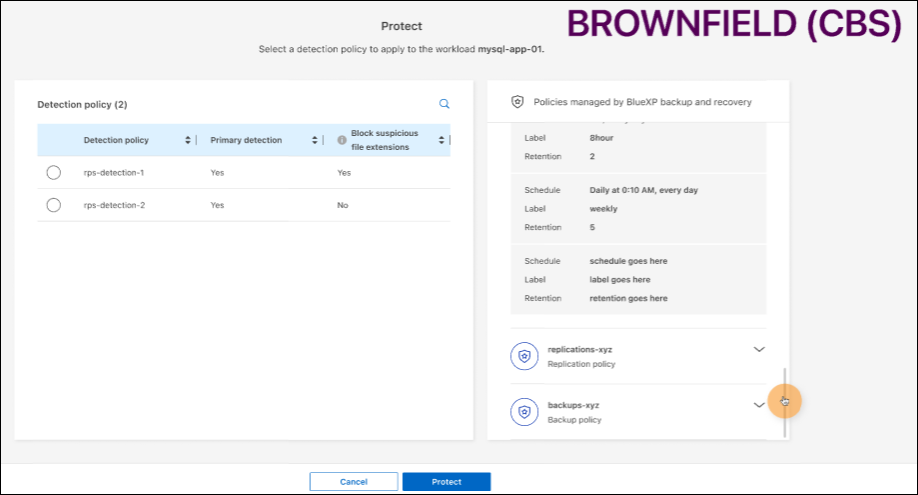 BROWNFIELD (CBS)
Protect
Select a detection policy to apply to the workload mysql-app-01.
Detection policy (2)
Detection policy Primary detection Block suspicious file extensions
rps-detection-1 Yes Yes
rps-detection-2 Yes No
Policies managed by BlueXP backup and recovery
Label 8hour
Retention 2
Schedule Daily at 0:10 AM, every day
Label weekly
Retention 5
Schedule schedule goes here
Label label goes here
Retention retention goes here
replications-xyz
Replication policy
backups-xyz
Backup policy
Cancel Protect